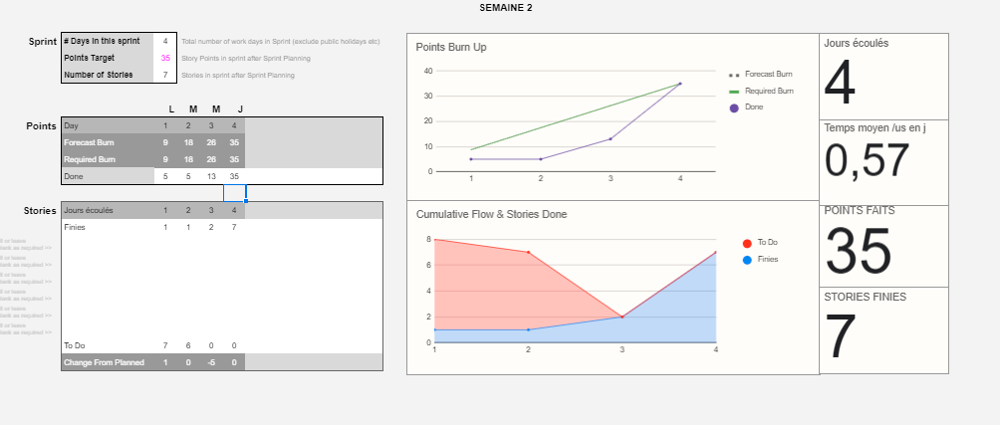 SEMAINE 2
Sprint
# Days in this sprint 4 Total number of work days in Sprint (exclude public holidays etc)
Points Target 35 Story Points in sprint after Sprint Planning
Number of Stories 7 Stories in sprint after Sprint Planning
L M M J
Points
Day 1 2 3 4
Forecast Burn 9 18 26 35
Required Burn 9 18 26 35
Done 5 5 13 35
Stories
Jours écoulés 1 2 3 4
Finies 1 1 2 7
To Do 7 6 0 0
Change From Planned 1 0 -5 0
Points Burn Up
40
30
20
10
0
1 2 3 4
Forecast Burn
Required Burn
Done
Cumulative Flow & Stories Done
8
6
4
2
0
1 2 3 4
To Do
Finies
Jours écoulés
4
Temps moyen /us en j
0,57
POINTS FAITS
35
STORIES FINIES
7